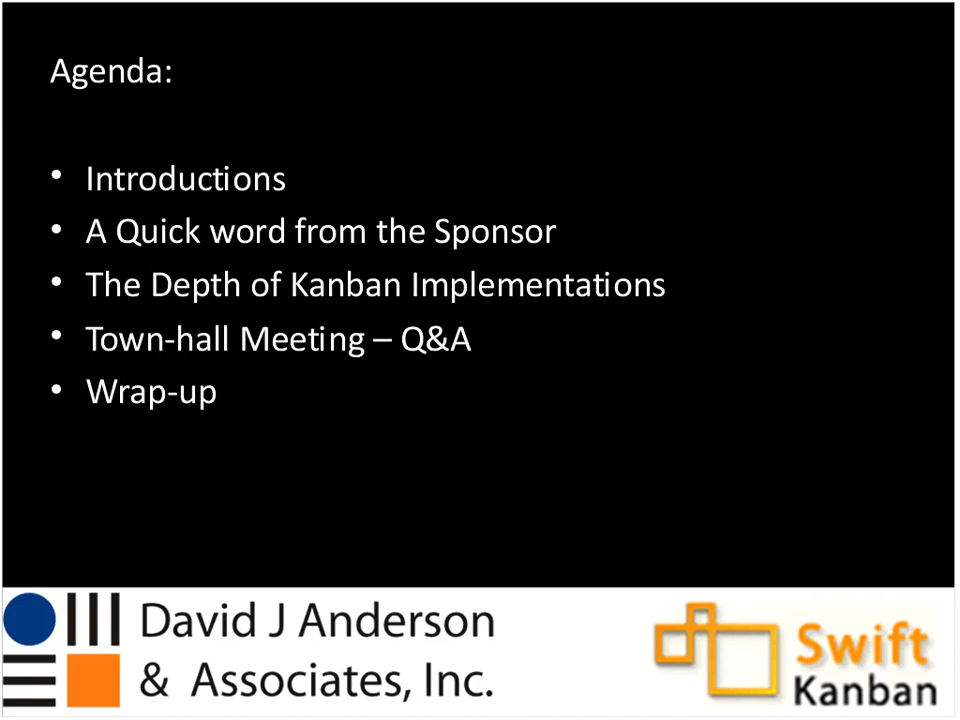 Agenda:
• Introductions
• A Quick word from the Sponsor
• The Depth of Kanban Implementations
• Town-hall Meeting – Q&A
• Wrap-up
David J Anderson
& Associates, Inc.
Swift
Kanban